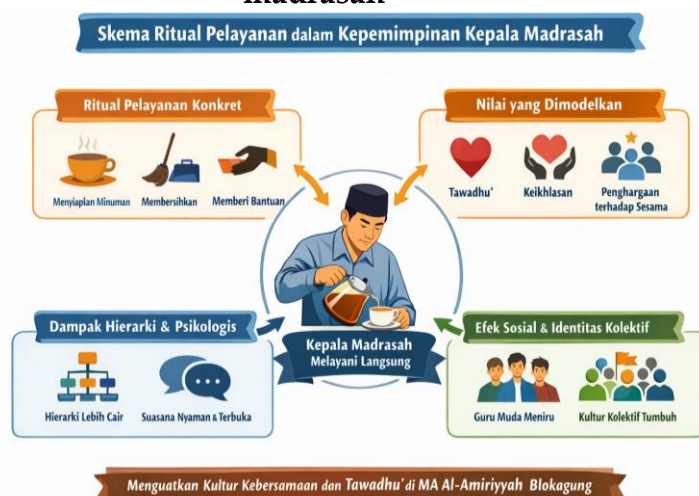 madrasah
Skema Ritual Pelayanan dalam Kepemimpinan Kepala Madrasah
Ritual Pelayanan Konkret
Menyiaplan Minuman
Membersihkan
Memberi Bantuan
Nilai yang Dimodelkan
Tawadhu'
Keikhlasan
Penghargaan
terhadap Sesama
Kepala Madrasah
Melayani Langsung
Dampak Hierarki & Psikologis
Hierarki Lebih Cair
Suasana Nyaman & Terbuka
Efek Sosial & Identitas Kolektif
Guru Muda Meniru
Kultur Kolektif Tumbuh
Menguatkan Kultur Kebersamaan dan Tawadhu' di MA Al-Amiriyyah Blokagung